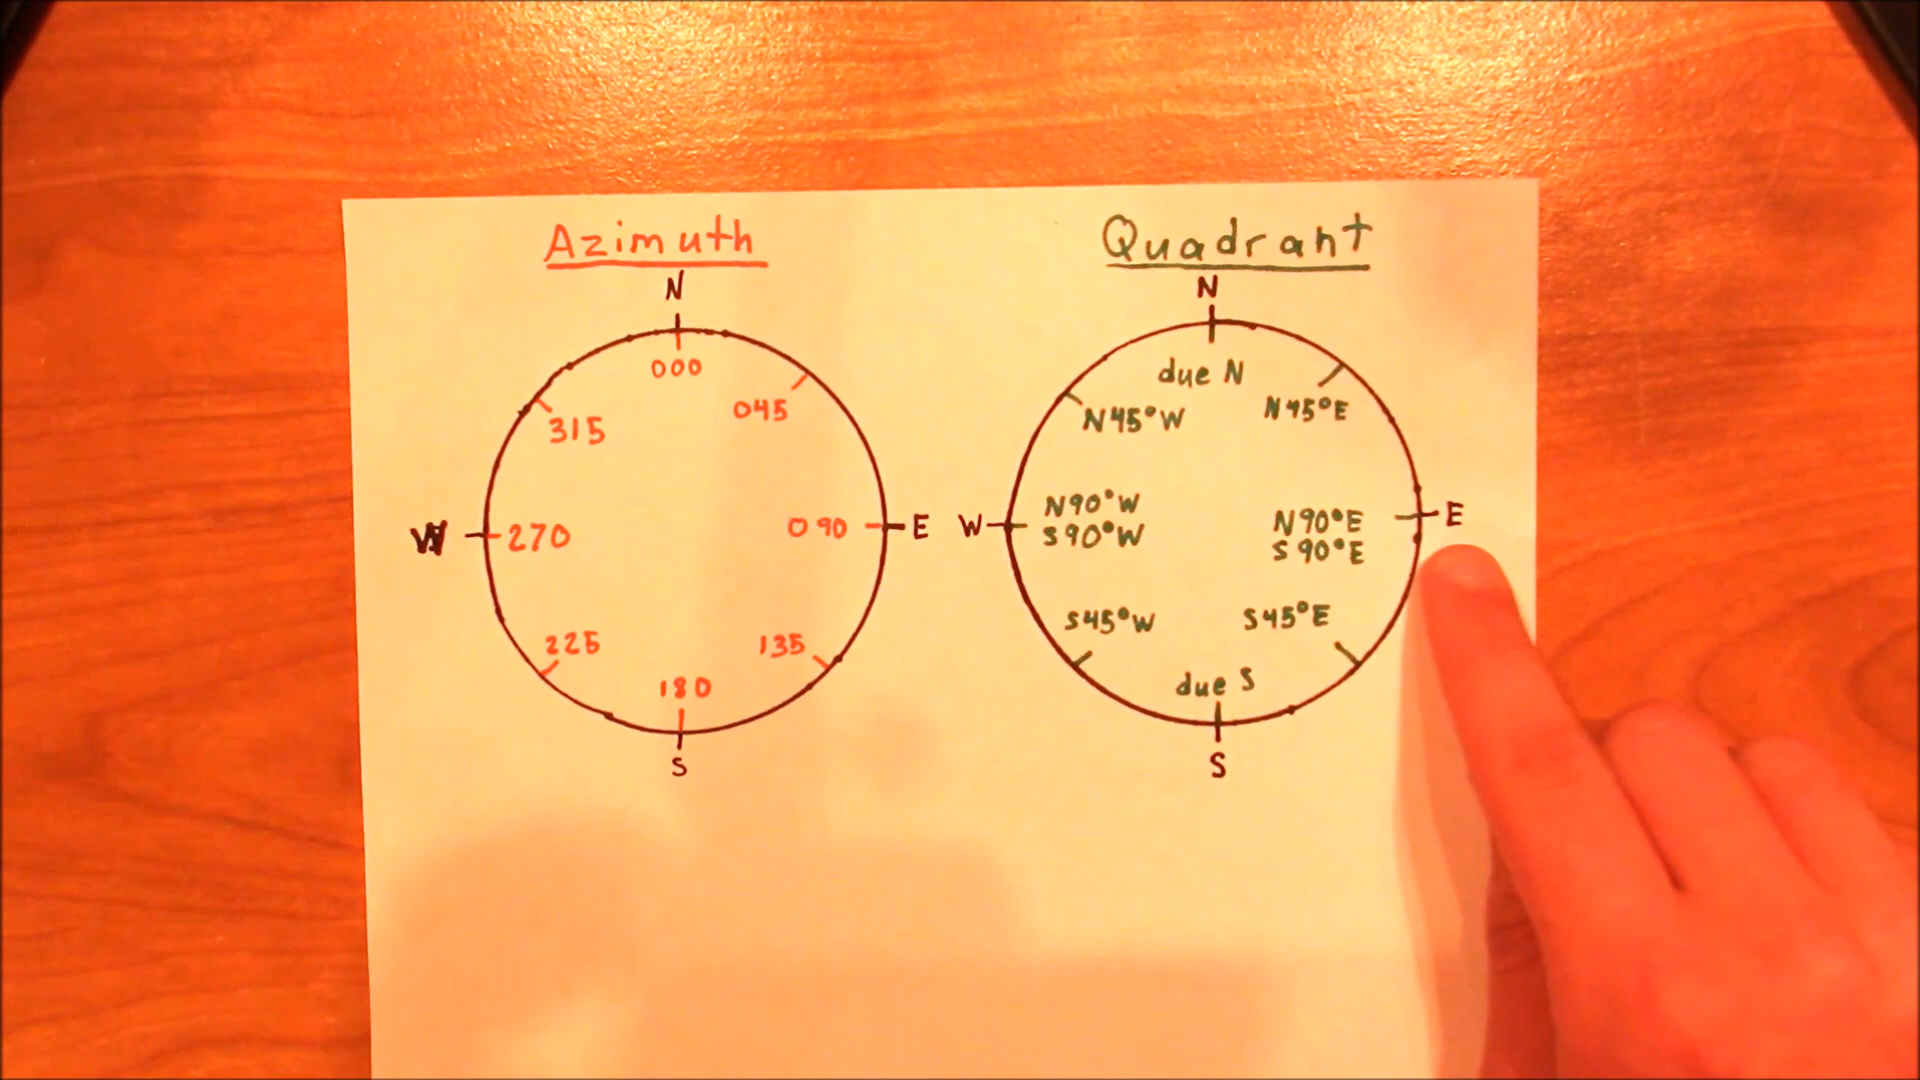 Azimuth
N
000
045
090
E
135
180
S
225
270
W
315
Quadrant
N
due N
N45°E
N90°E
S90°E
E
S45°E
due S
S
S45°W
N90°W
S90°W
W
N45°W